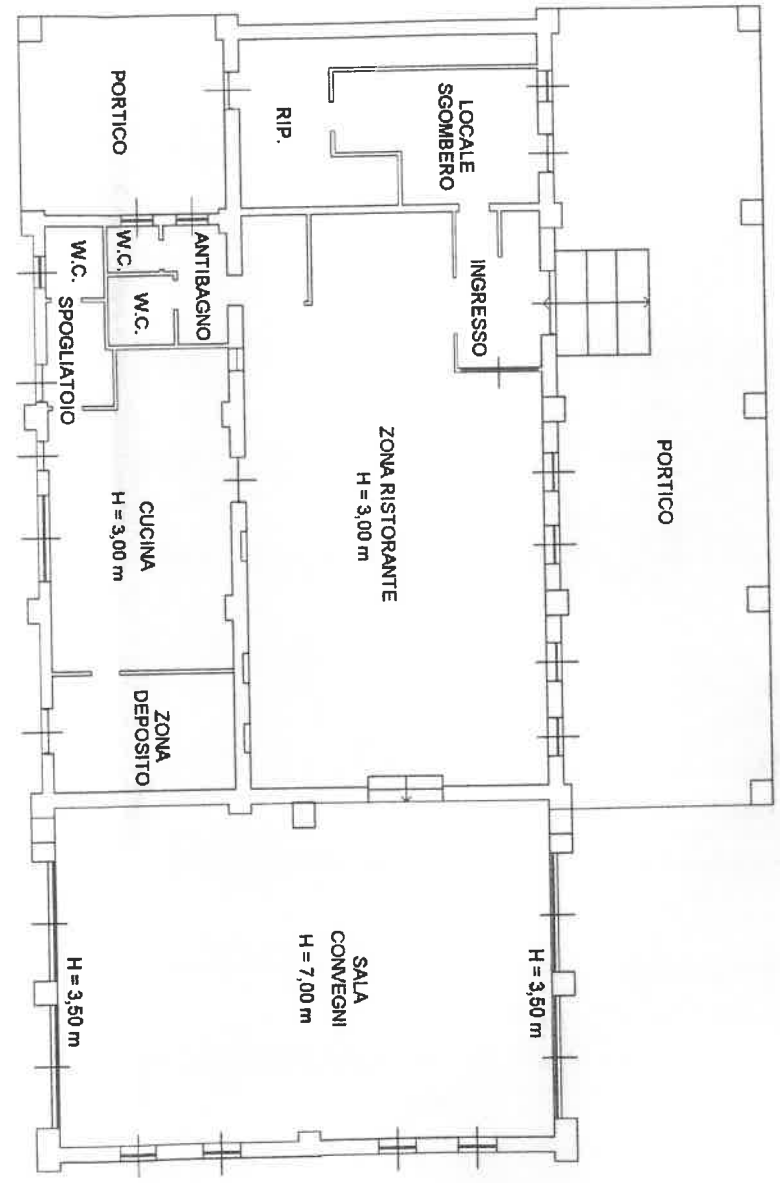 PORTICO
LOCALE
SGOMBERO
INGRESSO
H = 3,50 m
RIP.
ZONA RISTORANTE
H = 3,00 m
SALA
CONVEGNI
H = 7,00 m
PORTICO
ANTIBAGNO
W.C.
W.C.
W.C.
SPOGLIATOIO
CUCINA
H = 3,00 m
ZONA
DEPOSITO
H = 3,50 m